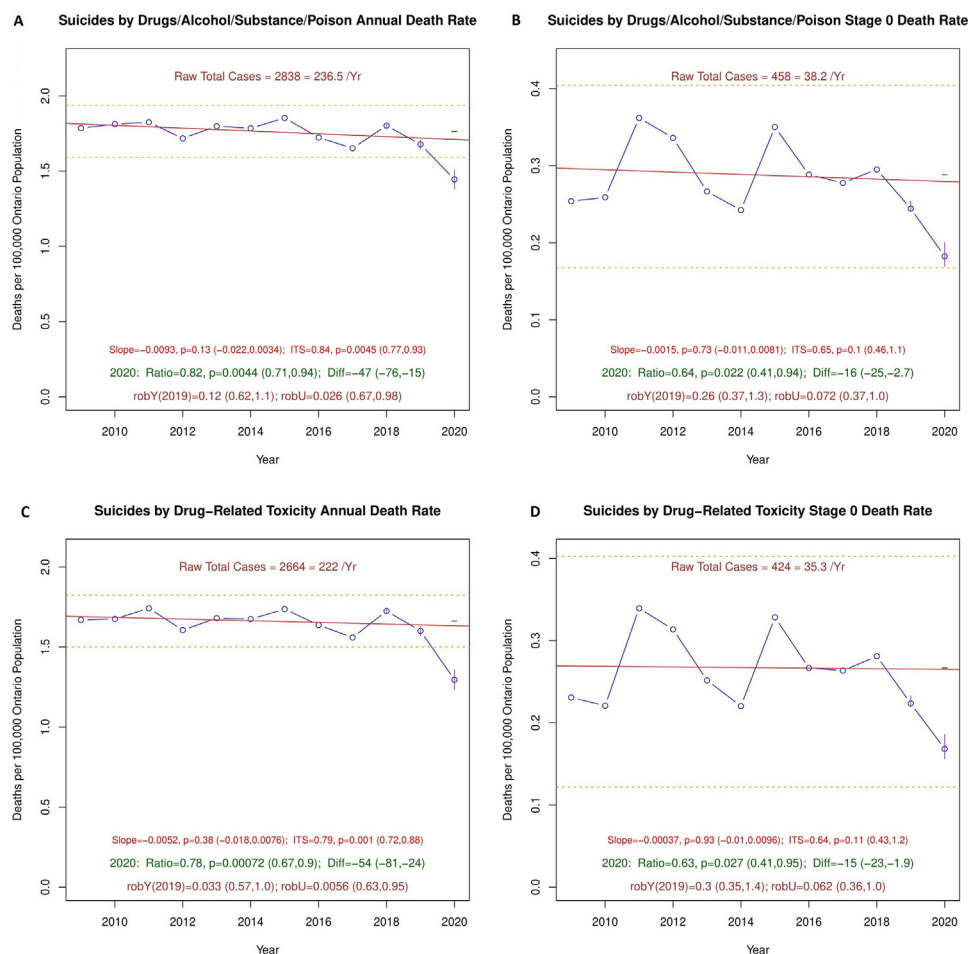 A
Suicides by Drugs/Alcohol/Substance/Poison Annual Death Rate
Deaths per 100,000 Ontario Population
2.0
1.5
1.0
0.5
0.0
Raw Total Cases = 2838 = 236.5 /Yr
Slope=−0.0093, p=0.13 (−0.022,0.0034); ITS=0.84, p=0.0045 (0.77,0.93)
2020: Ratio=0.82, p=0.0044 (0.71,0.94); Diff=−47 (−76,−15)
robY(2019)=0.12 (0.62,1.1); robU=0.026 (0.67,0.98)
2010 2012 2014 2016 2018 2020
Year
B
Suicides by Drugs/Alcohol/Substance/Poison Stage 0 Death Rate
Deaths per 100,000 Ontario Population
0.4
0.3
0.2
0.1
0.0
Raw Total Cases = 458 = 38.2 /Yr
Slope=−0.0015, p=0.73 (−0.011,0.0081); ITS=0.65, p=0.1 (0.46,1.1)
2020: Ratio=0.64, p=0.022 (0.41,0.94); Diff=−16 (−25,−2.7)
robY(2019)=0.26 (0.37,1.3); robU=0.072 (0.37,1.0)
2010 2012 2014 2016 2018 2020
Year
C
Suicides by Drug−Related Toxicity Annual Death Rate
Deaths per 100,000 Ontario Population
2.0
1.5
1.0
0.5
0.0
Raw Total Cases = 2664 = 222 /Yr
Slope=−0.0052, p=0.38 (−0.018,0.0076); ITS=0.79, p=0.001 (0.72,0.88)
2020: Ratio=0.78, p=0.00072 (0.67,0.9); Diff=−54 (−81,−24)
robY(2019)=0.033 (0.57,1.0); robU=0.0056 (0.63,0.95)
2010 2012 2014 2016 2018 2020
Year
D
Suicides by Drug−Related Toxicity Stage 0 Death Rate
Deaths per 100,000 Ontario Population
0.4
0.3
0.2
0.1
0.0
Raw Total Cases = 424 = 35.3 /Yr
Slope=−0.00037, p=0.93 (−0.01,0.0096); ITS=0.64, p=0.11 (0.43,1.2)
2020: Ratio=0.63, p=0.027 (0.41,0.95); Diff=−15 (−23,−1.9)
robY(2019)=0.3 (0.35,1.4); robU=0.062 (0.36,1.0)
2010 2012 2014 2016 2018 2020
Year